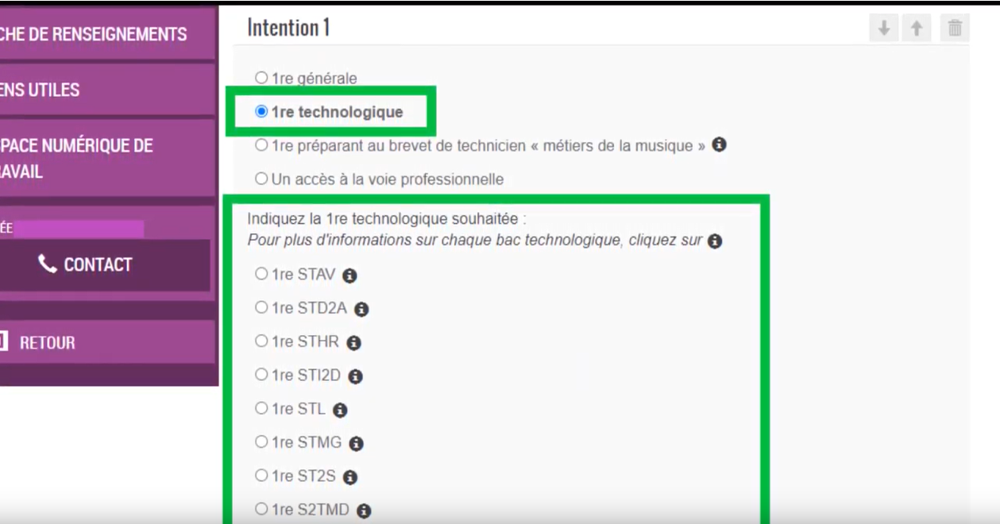 CHE DE RENSEIGNEMENTS
ENS UTILES
PACE NUMÉRIQUE DE
AVAIL
ÉE
CONTACT
RETOUR
Intention 1
1re générale
1re technologique
1re préparant au brevet de technicien « métiers de la musique »
Un accès à la voie professionnelle
Indiquez la 1re technologique souhaitée :
Pour plus d'informations sur chaque bac technologique, cliquez sur
1re STAV
1re STD2A
1re STHR
1re STI2D
1re STL
1re STMG
1re ST2S
1re S2TMD